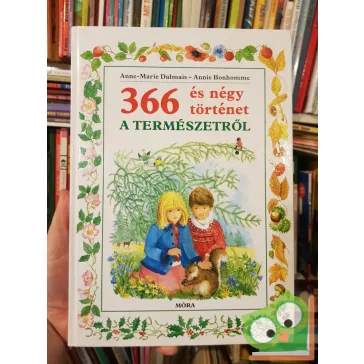 Anne-Marie Dalmais – Annie Bonhomme
366 és négy
történet
A TERMÉSZETRŐL
MÓRA